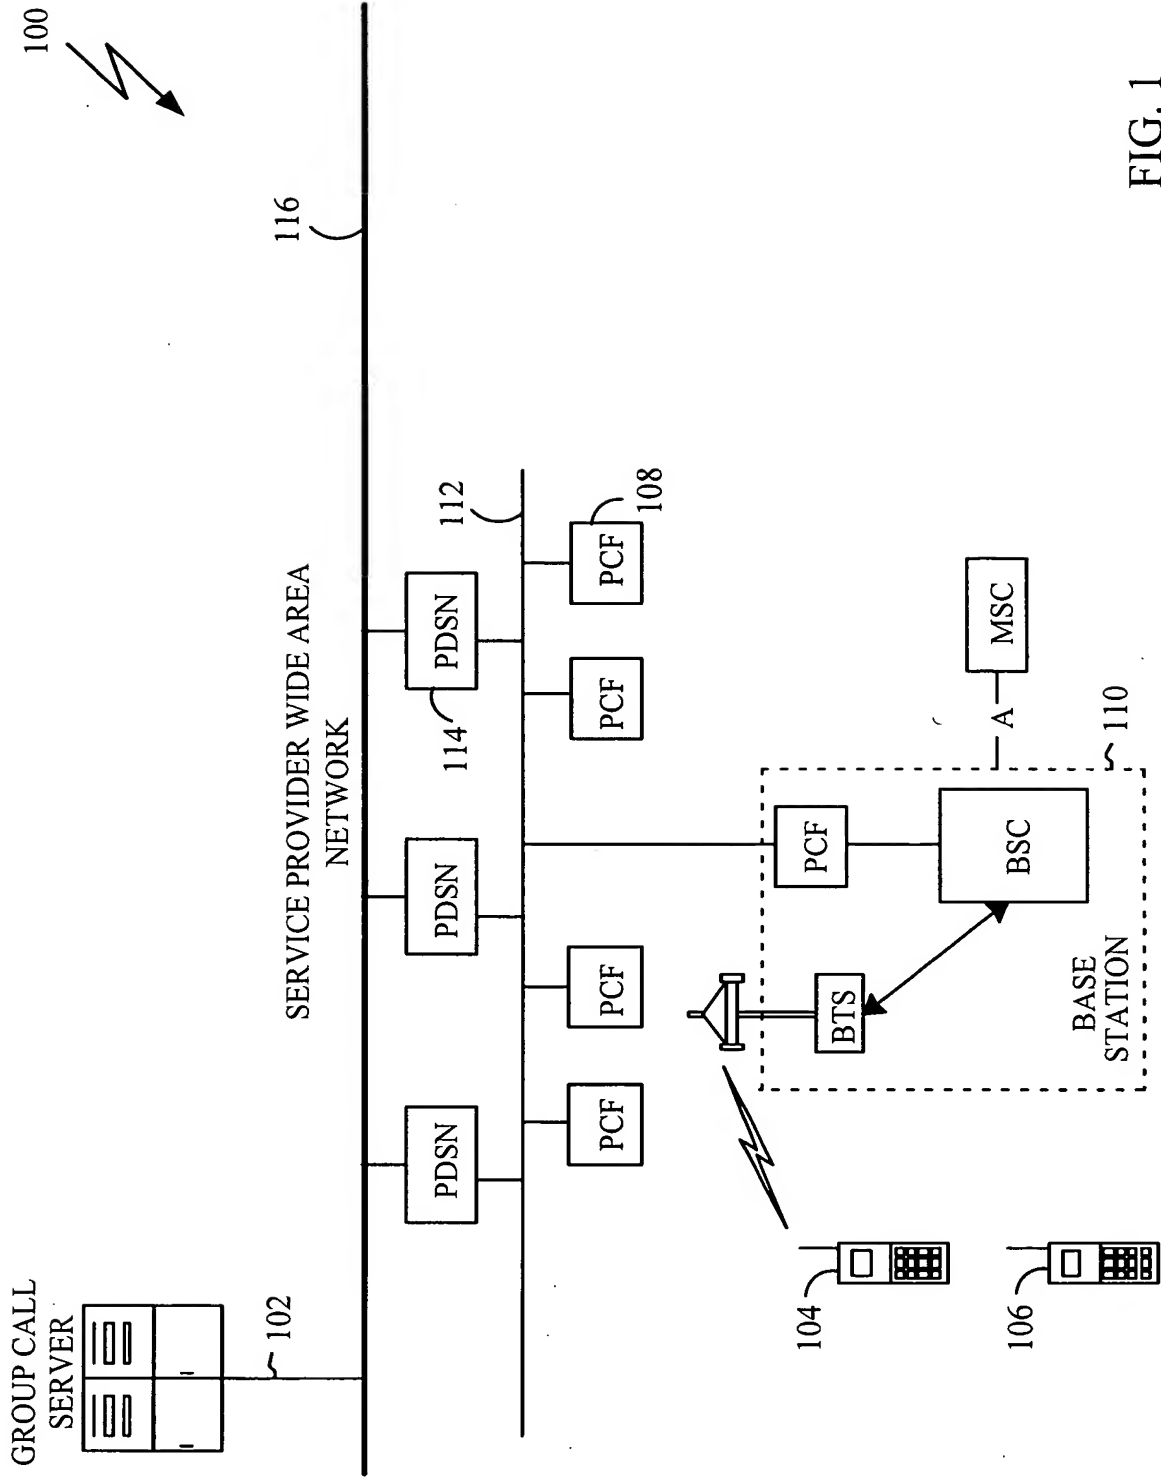 100
GROUP CALL
SERVER
102
SERVICE PROVIDER WIDE AREA
NETWORK
116
PDSN
PDSN
PDSN
114
112
PCF
PCF
PCF
PCF
108
104
106
BTS
PCF
BSC
BASE
STATION
110
A
MSC
FIG. 1